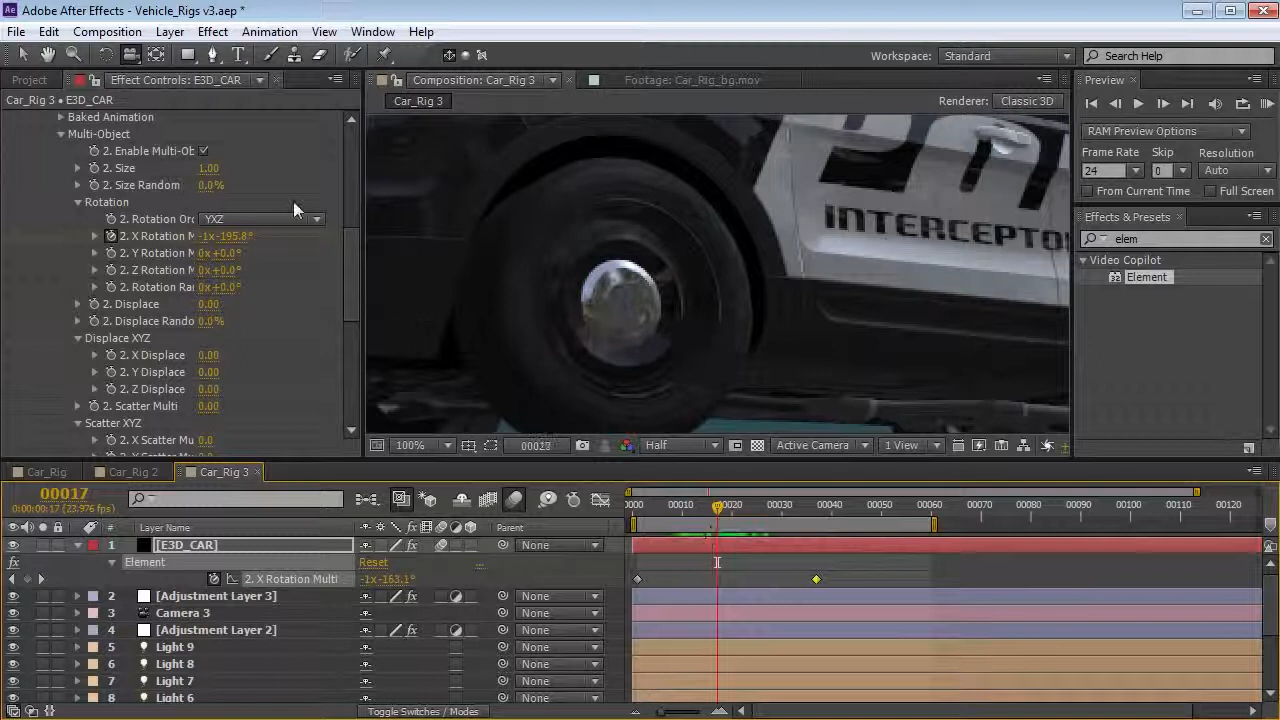 Adobe After Effects - Vehicle_Rigs v3.aep *
File Edit Composition Layer Effect Animation View Window Help
Workspace: Standard Search Help
Project Effect Controls: E3D_CAR Composition: Car_Rig 3 Footage: Car_Rig_bg.mov Preview
Car_Rig 3 • E3D_CAR Car_Rig 3 Renderer: Classic 3D
Baked Animation
Multi-Object
2. Enable Multi-Ob
2. Size 1.00
2. Size Random 0.0%
Rotation
2. Rotation Orc YXZ
2. X Rotation M -1x-195.8°
2. Y Rotation M 0x+0.0°
2. Z Rotation M 0x+0.0°
2. Rotation Rai 0x+0.0°
2. Displace 0.00
2. Displace Rando 0.0%
Displace XYZ
2. X Displace 0.00
2. Y Displace 0.00
2. Z Displace 0.00
2. Scatter Multi 0.00
Scatter XYZ
2. X Scatter Mu 0.0
INTERCEPTO
RAM Preview Options
Frame Rate Skip Resolution
24 0 Auto
From Current Time Full Screen
Effects & Presets
elem
Video Copilot
Element
100% 00023 Half Active Camera 1 View
Car_Rig Car_Rig 2 Car_Rig 3
00017
0:00:00:17 (23.976 fps)
0000 00010 00020 00030 00040 00050 00060 00070 00080 00090 00100 00110 00120
# Layer Name Parent
1 [E3D_CAR] None
Element Reset ...
2. X Rotation Multi -1x-163.1°
2 [Adjustment Layer 3] None
3 Camera 3 None
4 [Adjustment Layer 2] None
5 Light 9 None
6 Light 8 None
7 Light 7 None
8 Light 6 None
Toggle Switches / Modes